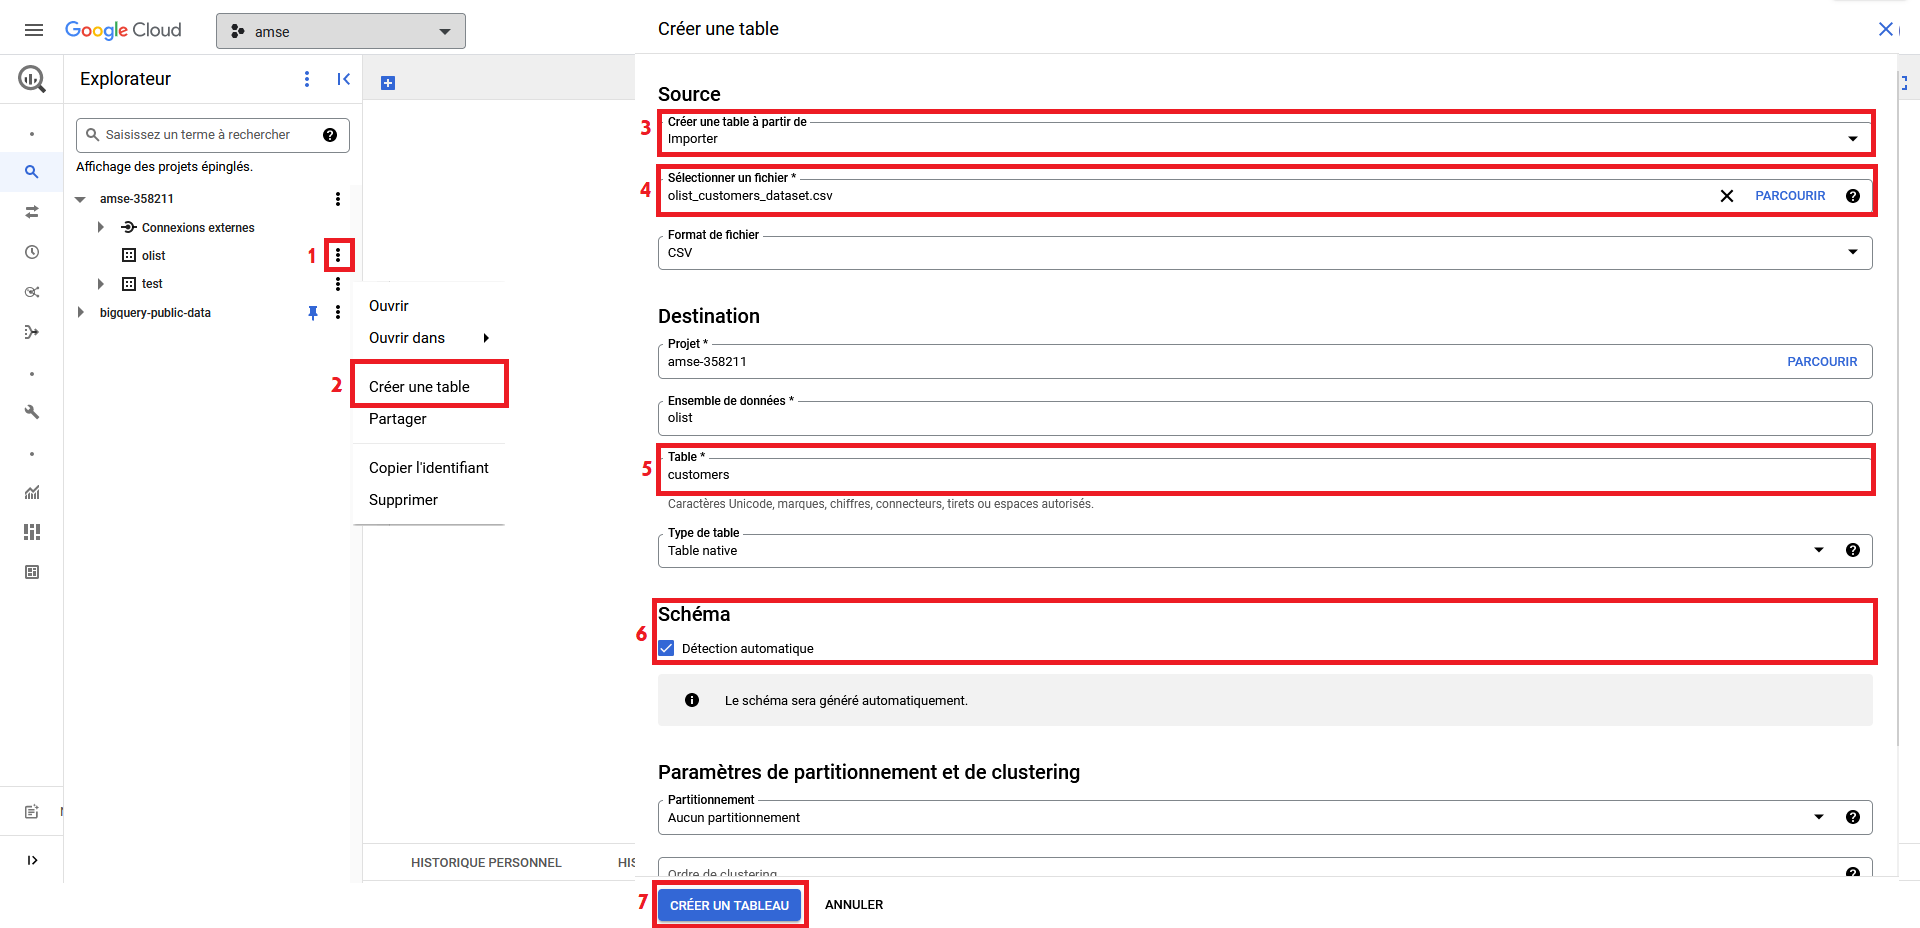 Google Cloud
amse
Explorateur
Saisissez un terme à rechercher
Affichage des projets épinglés.
amse-358211
Connexions externes
olist
1
test
bigquery-public-data
Ouvrir
Ouvrir dans
2
Créer une table
Partager
Copier l'identifiant
Supprimer
HISTORIQUE PERSONNEL
HIS
Créer une table
Source
3
Créer une table à partir de
Importer
4
Sélectionner un fichier *
olist_customers_dataset.csv
PARCOURIR
Format de fichier
CSV
Destination
Projet *
amse-358211
PARCOURIR
Ensemble de données *
olist
5
Table *
customers
Caractères Unicode, marques, chiffres, connecteurs, tirets ou espaces autorisés.
Type de table
Table native
6
Schéma
Détection automatique
Le schéma sera généré automatiquement.
Paramètres de partitionnement et de clustering
Partitionnement
Aucun partitionnement
Ordre de clustering
7
CRÉER UN TABLEAU
ANNULER